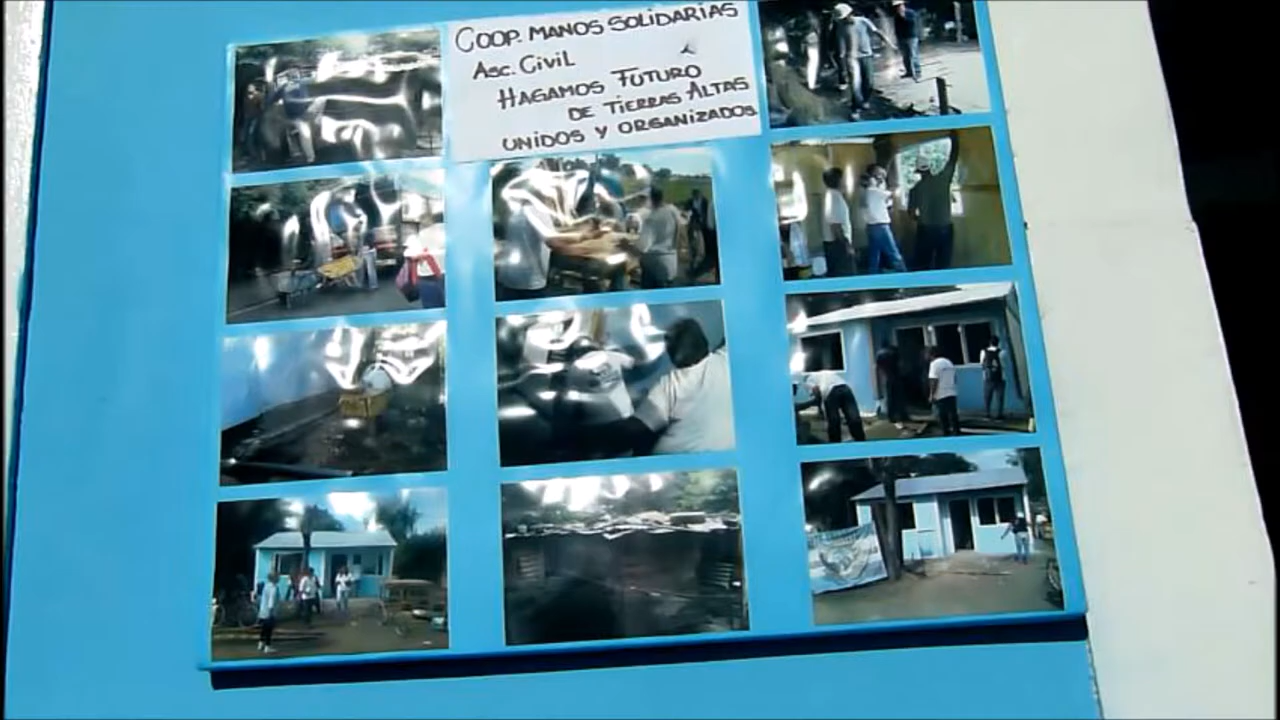 COOP. MANOS SOLIDARIAS
ASC. CIVIL
HAGAMOS FUTURO
DE TIERRAS ALTAS
UNIDOS Y ORGANIZADOS.